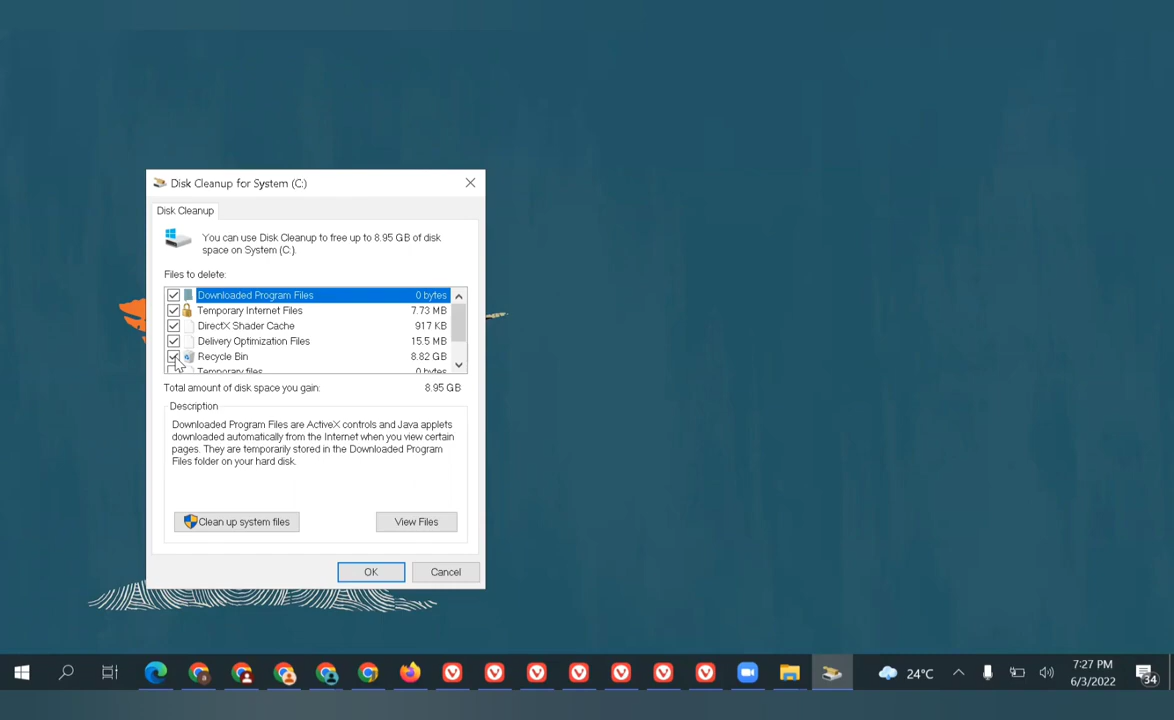 Disk Cleanup for System (C:)
Disk Cleanup
You can use Disk Cleanup to free up to 8.95 GB of disk
space on System (C:).
Files to delete:
Downloaded Program Files 0 bytes
Temporary Internet Files 7.73 MB
DirectX Shader Cache 917 KB
Delivery Optimization Files 15.5 MB
Recycle Bin 8.82 GB
Temporary files 0 bytes
Total amount of disk space you gain: 8.95 GB
Description
Downloaded Program Files are ActiveX controls and Java applets
downloaded automatically from the Internet when you view certain
pages. They are temporarily stored in the Downloaded Program
Files folder on your hard disk.
Clean up system files View Files
OK Cancel
24°C
7:27 PM
6/3/2022
34